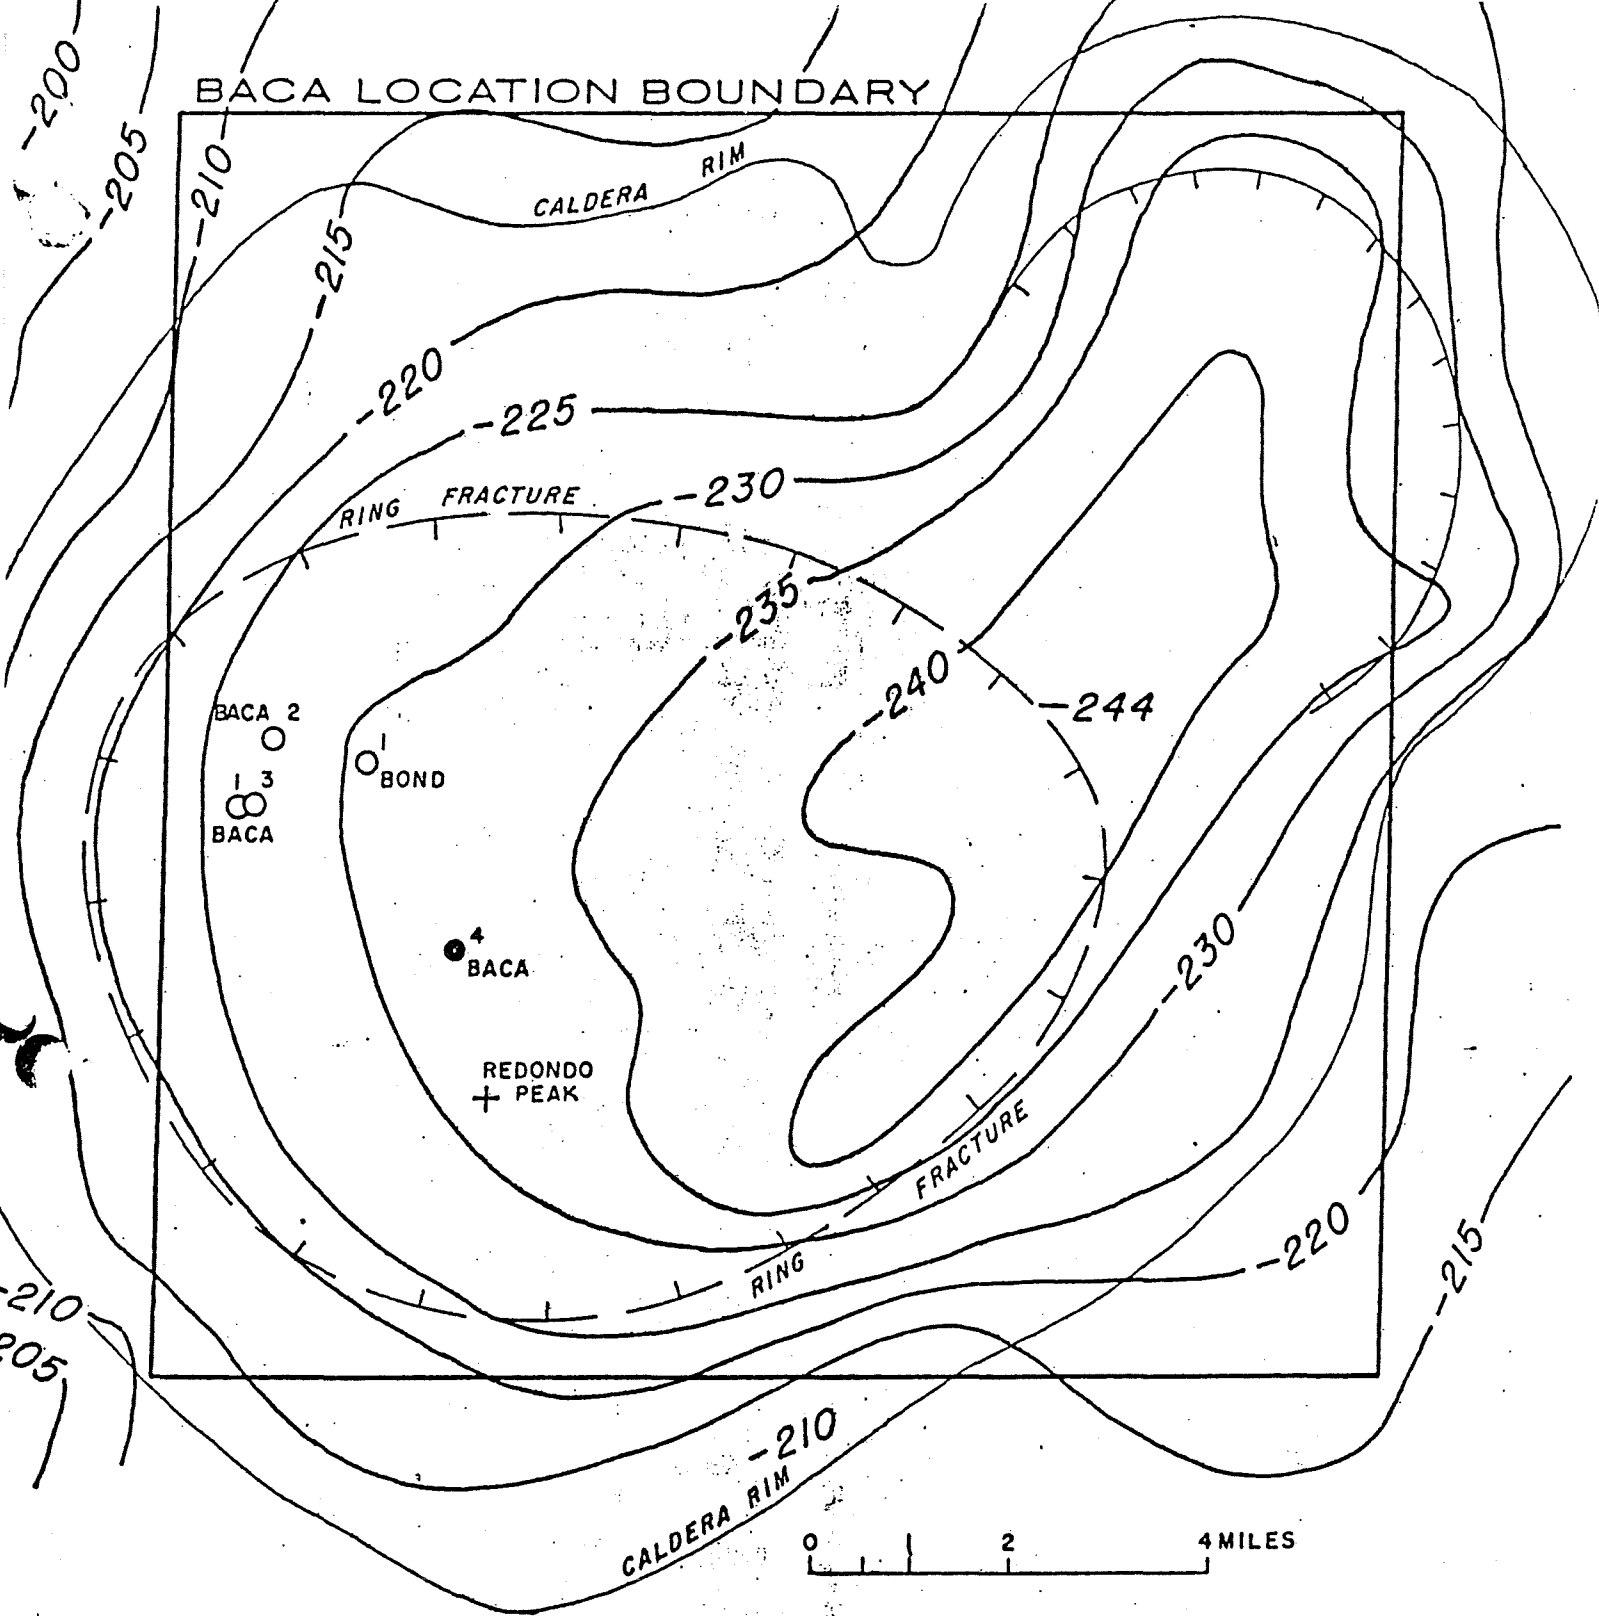 BACA LOCATION BOUNDARY
-200
-205
-210
-215
CALDERA RIM
-220
-225
-230
RING FRACTURE
-235
-240
-244
BACA 2
1 3
BACA
1
BOND
4
BACA
-230
REDONDO
PEAK
RING FRACTURE
-220
-215
-210
205
-210
CALDERA RIM
0 1 2 4 MILES